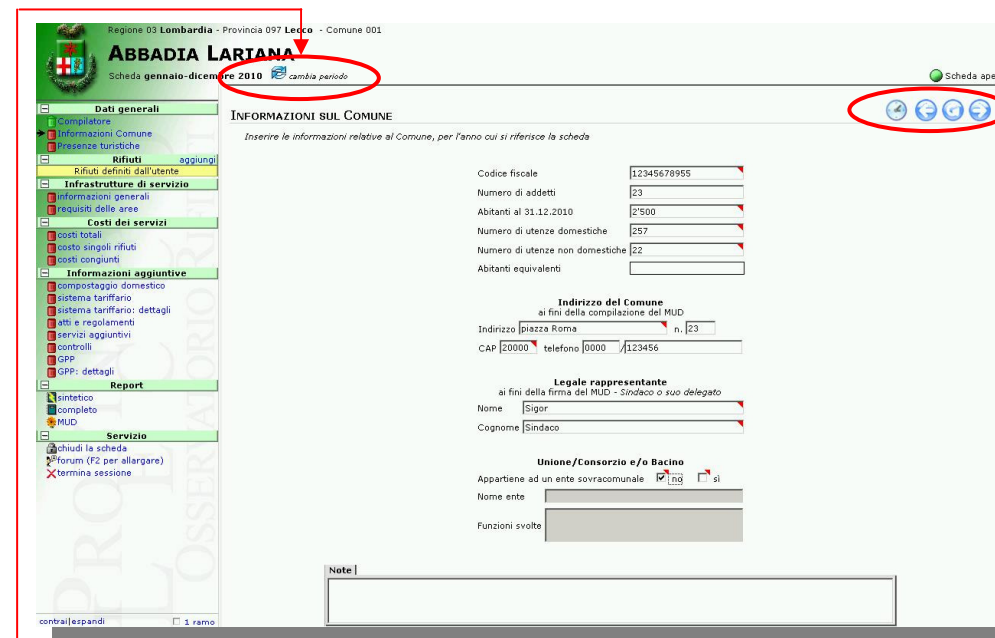 Regione 03 Lombardia - Provincia 097 Lecco - Comune 001
ABBADIA LARIANA
Scheda gennaio-dicembre 2010 cambia periodo
Scheda ape
Dati generali
Compilatore
Informazioni Comune
Presenze turistiche
Rifiuti aggiungi
Rifiuti definiti dall'utente
Infrastrutture di servizio
informazioni generali
requisiti delle aree
Costi dei servizi
costi totali
costo singoli rifiuti
costi congiunti
Informazioni aggiuntive
compostaggio domestico
sistema tariffario
sistema tariffario: dettagli
atti e regolamenti
servizi aggiuntivi
controlli
GPP
GPP: dettagli
Report
sintetico
completo
MUD
Servizio
chiudi la scheda
forum (F2 per allargare)
termina sessione
contrai|espandi 1 ramo
INFORMAZIONI SUL COMUNE
Inserire le informazioni relative al Comune, per l'anno cui si riferisce la scheda
Codice fiscale 12345678955
Numero di addetti 23
Abitanti al 31.12.2010 2'500
Numero di utenze domestiche 257
Numero di utenze non domestiche 22
Abitanti equivalenti
Indirizzo del Comune
ai fini della compilazione del MUD
Indirizzo piazza Roma n. 23
CAP 20000 telefono 0000 /123456
Legale rappresentante
ai fini della firma del MUD - Sindaco o suo delegato
Nome Sigor
Cognome Sindaco
Unione/Consorzio e/o Bacino
Appartiene ad un ente sovracomunale no sì
Nome ente
Funzioni svolte
Note